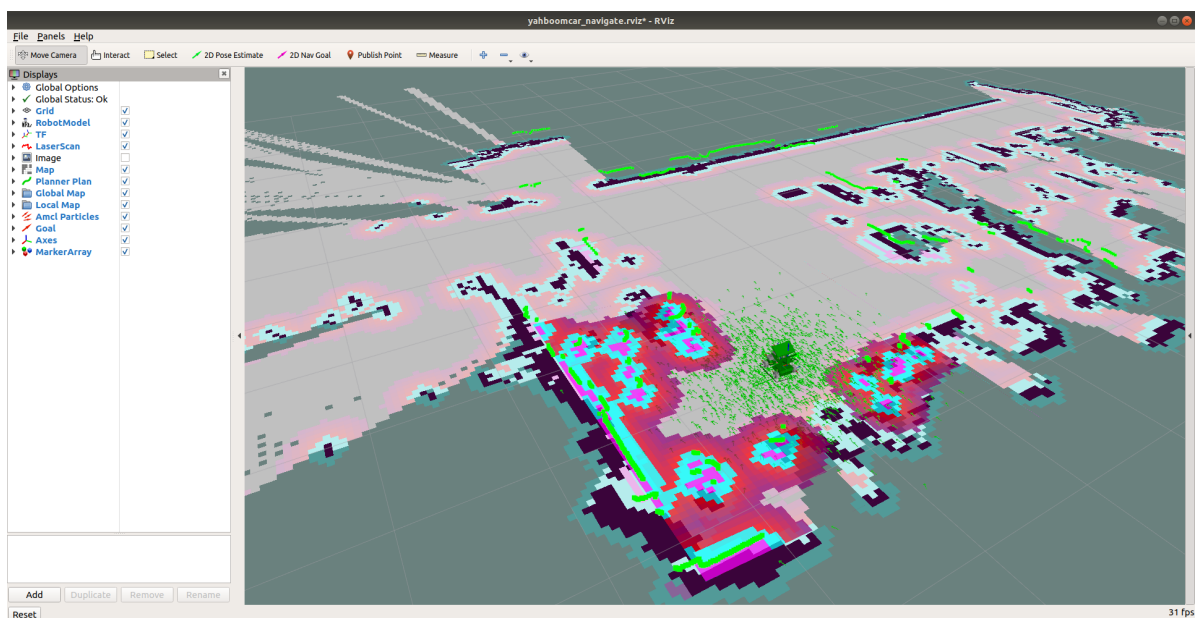 yahboomcar_navigate.rviz* - RViz
File Panels Help
Move Camera Interact Select 2D Pose Estimate 2D Nav Goal Publish Point Measure
Displays
Global Options
Global Status: Ok
Grid
RobotModel
TF
LaserScan
Image
Map
Planner Plan
Global Map
Local Map
Amcl Particles
Goal
Axes
MarkerArray
Add Duplicate Remove Rename
Reset
31 fps